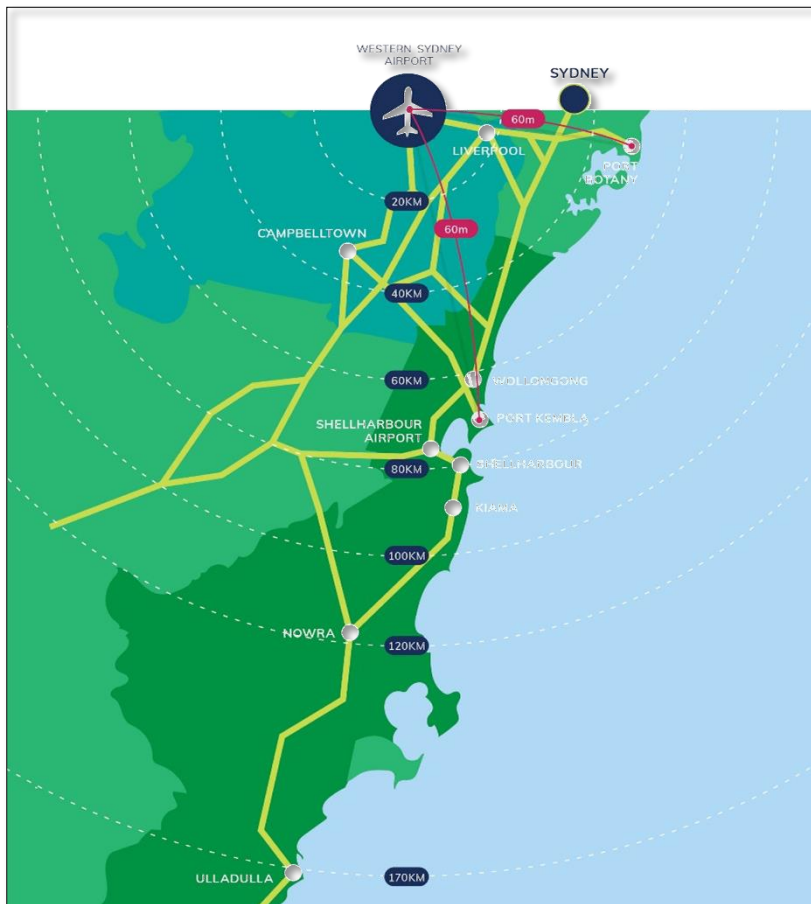 WESTERN SYDNEY
AIRPORT
SYDNEY
60m
LIVERPOOL
PORT
BOTANY
20KM
CAMPBELLTOWN
60m
40KM
60KM
WOLLONGONG
PORT KEMBLA
SHELLHARBOUR
AIRPORT
SHELLHARBOUR
80KM
KIAMA
100KM
NOWRA
120KM
ULLADULLA
170KM